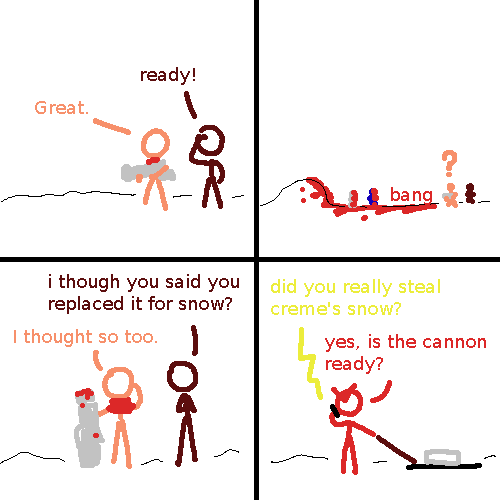 ready!
Great.
?
bang
i though you said you
replaced it for snow?
I thought so too.
did you really steal
creme's snow?
yes, is the cannon
ready?